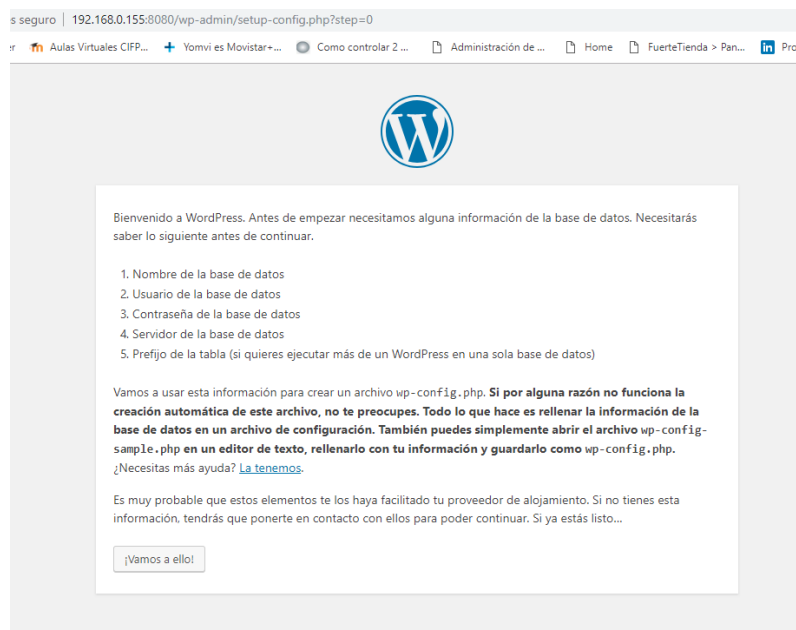 s seguro | 192.168.0.155:8080/wp-admin/setup-config.php?step=0
er Aulas Virtuales CIFP... Yomvi es Movistar+... Como controlar 2 ... Administración de ... Home FuerteTienda > Pan... in Pro
Bienvenido a WordPress. Antes de empezar necesitamos alguna información de la base de datos. Necesitarás
saber lo siguiente antes de continuar.
1. Nombre de la base de datos
2. Usuario de la base de datos
3. Contraseña de la base de datos
4. Servidor de la base de datos
5. Prefijo de la tabla (si quieres ejecutar más de un WordPress en una sola base de datos)
Vamos a usar esta información para crear un archivo wp-config.php. Si por alguna razón no funciona la
creación automática de este archivo, no te preocupes. Todo lo que hace es rellenar la información de la
base de datos en un archivo de configuración. También puedes simplemente abrir el archivo wp-config-
sample.php en un editor de texto, rellenarlo con tu información y guardarlo como wp-config.php.
¿Necesitas más ayuda? La tenemos.
Es muy probable que estos elementos te los haya facilitado tu proveedor de alojamiento. Si no tienes esta
información, tendrás que ponerte en contacto con ellos para poder continuar. Si ya estás listo...
¡Vamos a ello!